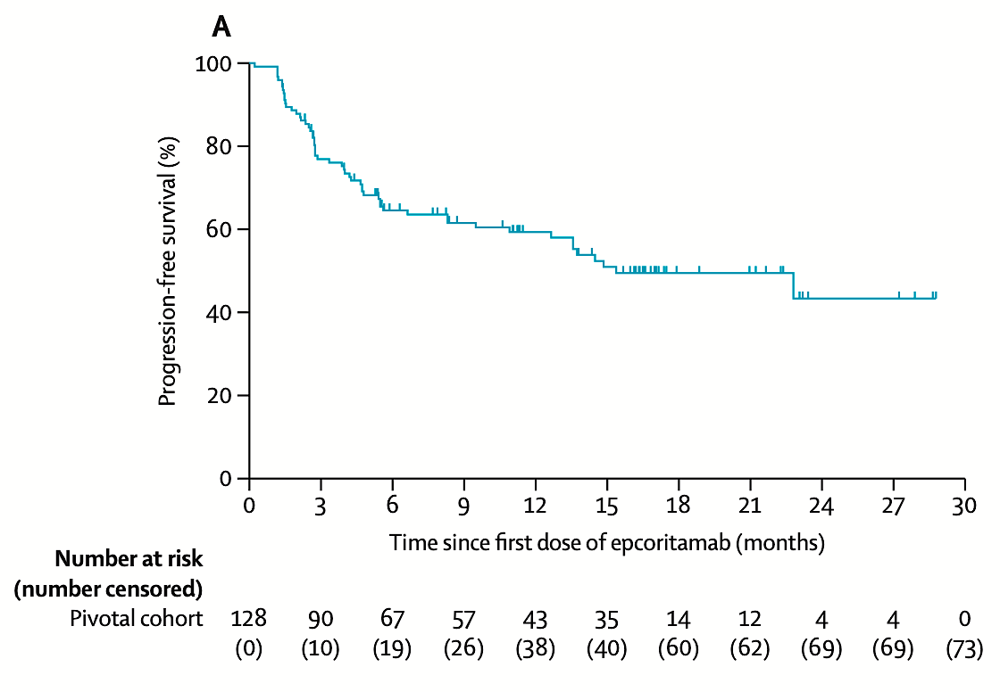 A
100
80
60
40
20
0
Progression-free survival (%)
0 3 6 9 12 15 18 21 24 27 30
Time since first dose of epcoritamab (months)
Number at risk
(number censored)
Pivotal cohort 128 90 67 57 43 35 14 12 4 4 0
(0) (10) (19) (26) (38) (40) (60) (62) (69) (69) (73)